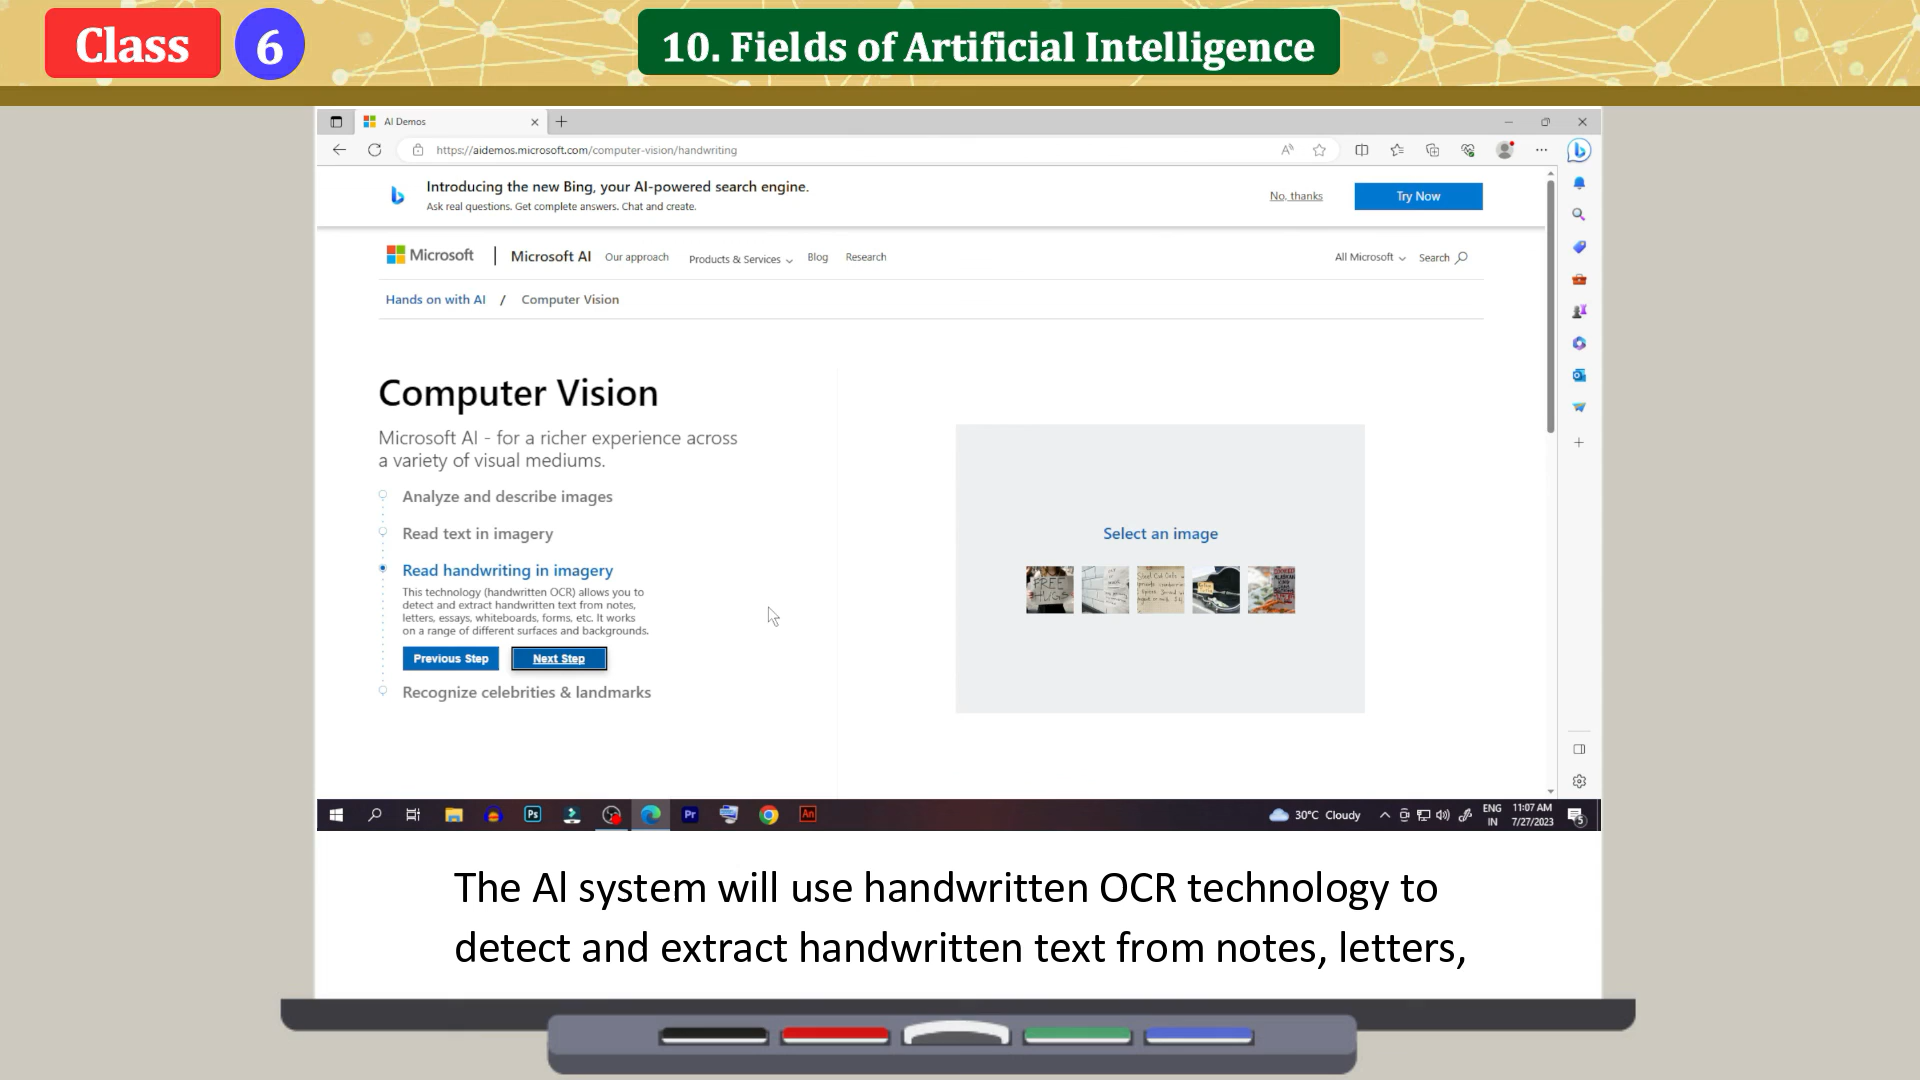 Class 6
10. Fields of Artificial Intelligence
AI Demos
https://aidemos.microsoft.com/computer-vision/handwriting
Introducing the new Bing, your AI-powered search engine.
Ask real questions. Get complete answers. Chat and create.
No, thanks
Try Now
Microsoft | Microsoft AI Our approach Products & Services Blog Research All Microsoft Search
Hands on with AI / Computer Vision
Computer Vision
Microsoft AI - for a richer experience across
a variety of visual mediums.
Analyze and describe images
Read text in imagery
Read handwriting in imagery
This technology (handwritten OCR) allows you to
detect and extract handwritten text from notes,
letters, essays, whiteboards, forms, etc. It works
on a range of different surfaces and backgrounds.
Previous Step Next Step
Recognize celebrities & landmarks
Select an image
FREE
HUGS
Ps
Pr
An
30°C Cloudy
ENG
IN
11:07 AM
7/27/2023
5
The AI system will use handwritten OCR technology to
detect and extract handwritten text from notes, letters,